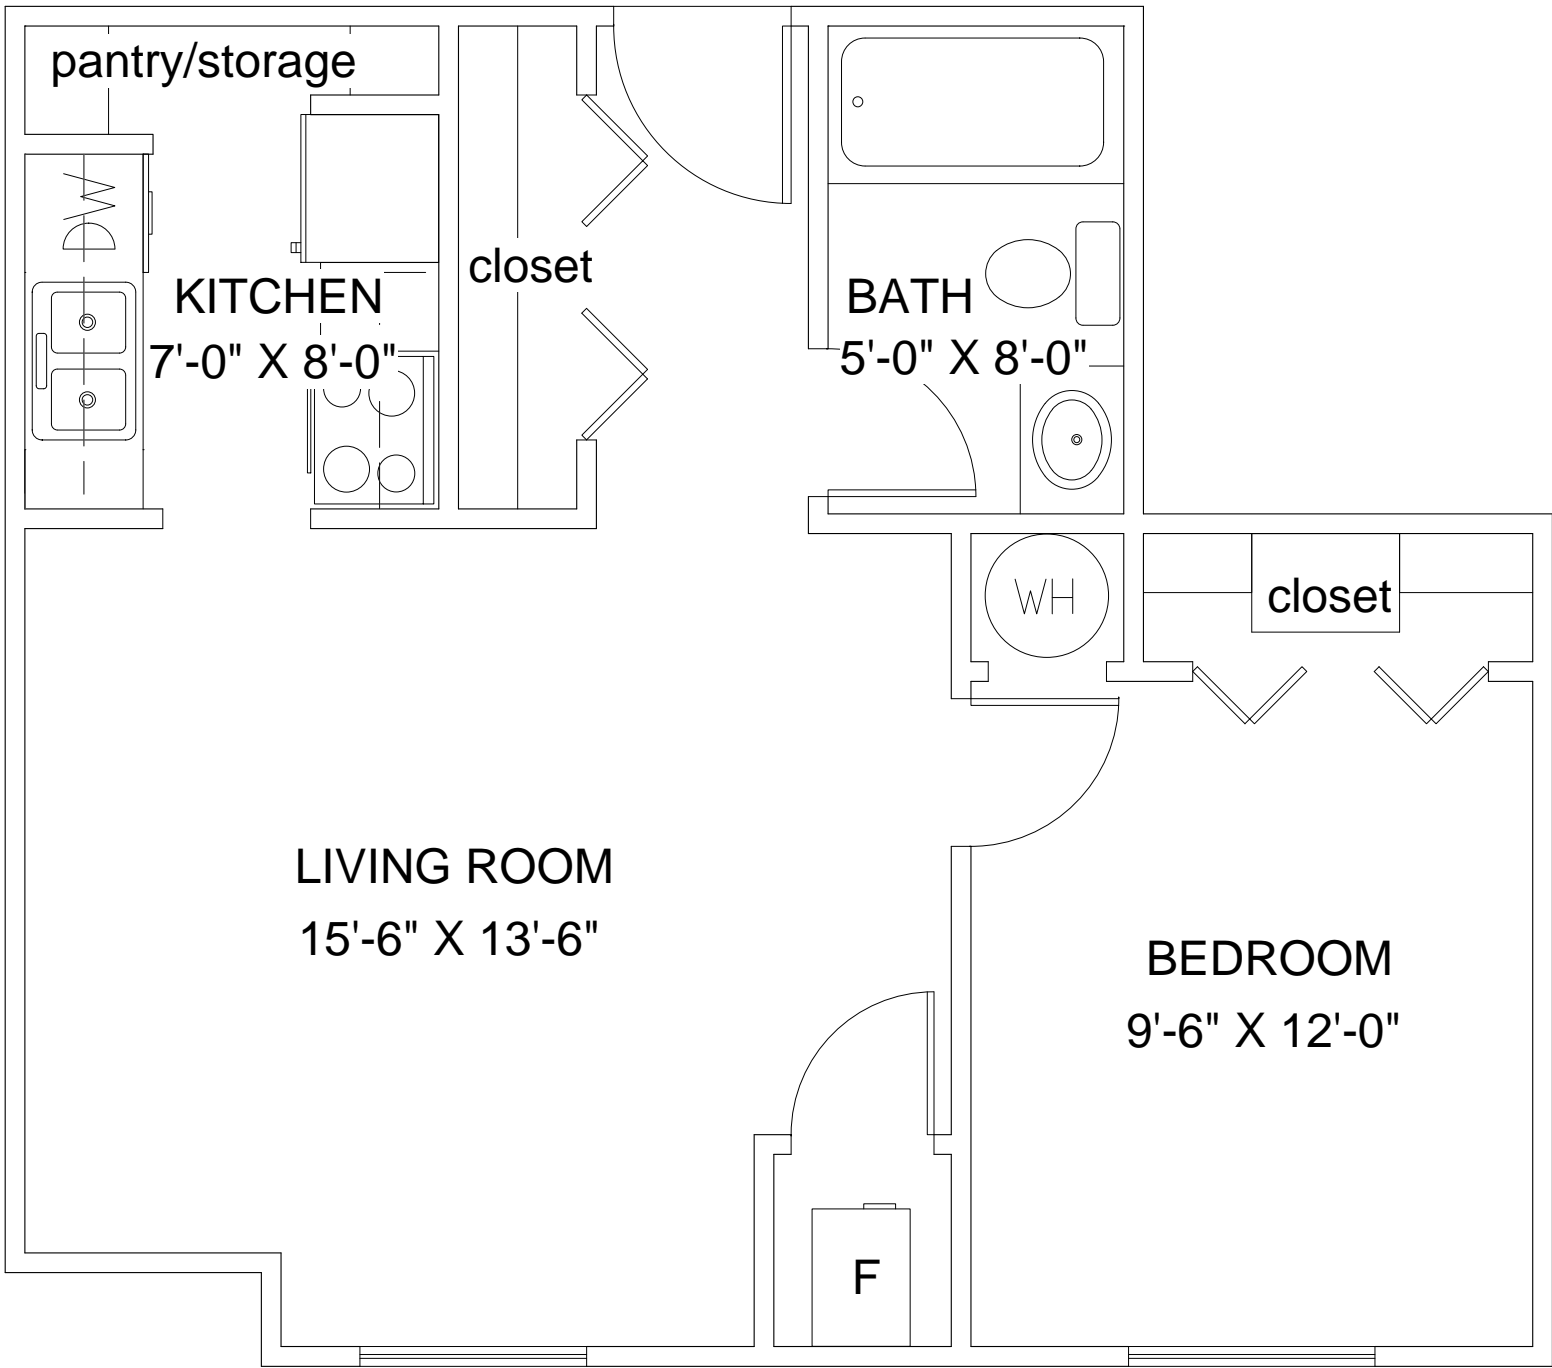 pantry/storage
closet
KITCHEN
7'-0" X 8'-0"
BATH
5'-0" X 8'-0"
WH
closet
LIVING ROOM
15'-6" X 13'-6"
BEDROOM
9'-6" X 12'-0"
F